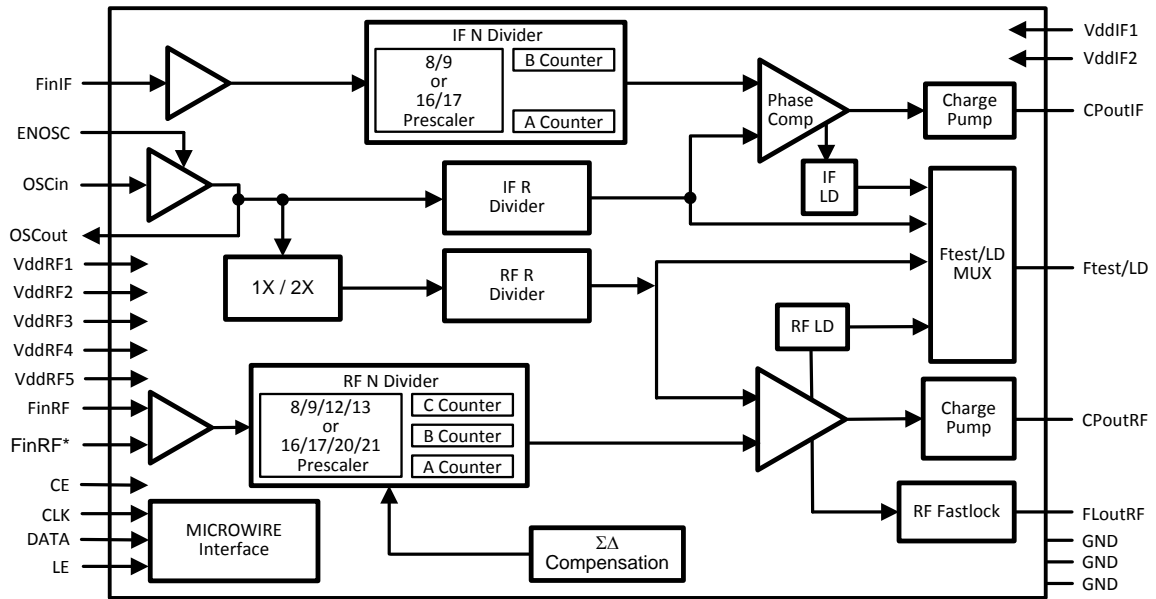 IF N Divider
8/9
or
16/17
Prescaler
B Counter
A Counter
VddIF1
VddIF2
FinIF
Phase
Comp
Charge
Pump
CPoutIF
ENOSC
OSCin
OSCout
IF R
Divider
IF
LD
Ftest/LD
MUX
Ftest/LD
VddRF1
VddRF2
VddRF3
VddRF4
VddRF5
1X / 2X
RF R
Divider
RF LD
FinRF
FinRF*
RF N Divider
8/9/12/13
or
16/17/20/21
Prescaler
C Counter
B Counter
A Counter
Charge
Pump
CPoutRF
CE
CLK
DATA
LE
MICROWIRE
Interface
ΣΔ
Compensation
RF Fastlock
FLoutRF
GND
GND
GND